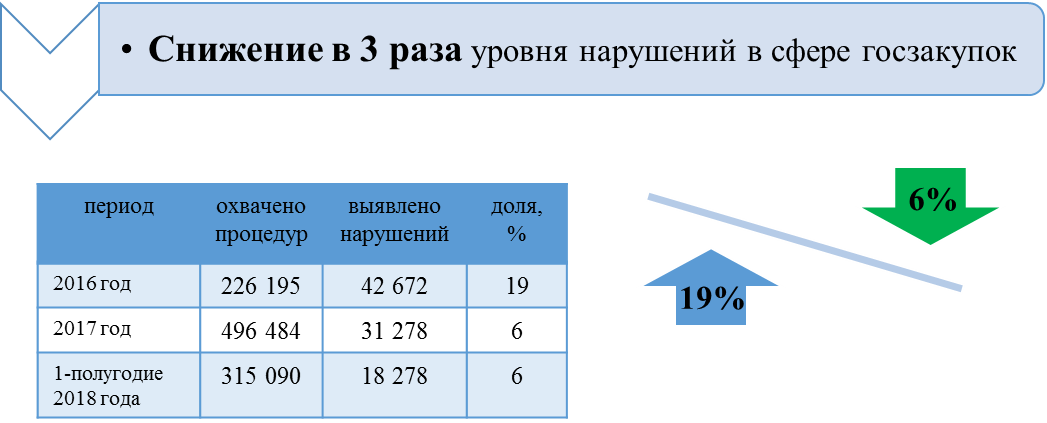 • Снижение в 3 раза уровня нарушений в сфере госзакупок
период охвачено процедур выявлено нарушений доля, %
2016 год 226 195 42 672 19
2017 год 496 484 31 278 6
1-полугодие 2018 года 315 090 18 278 6
6%
19%